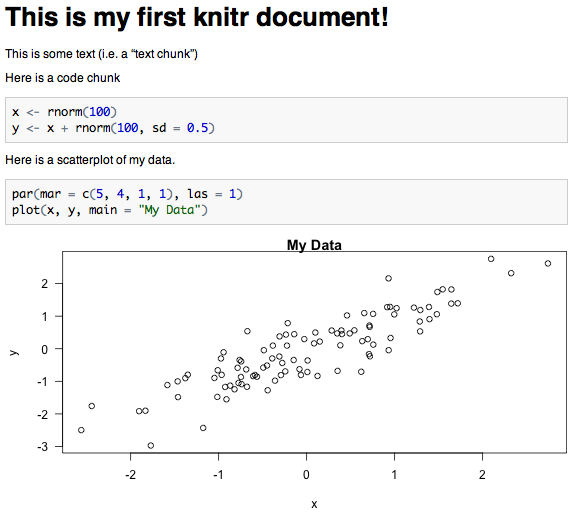 This is my first knitr document!
This is some text (i.e. a “text chunk”)
Here is a code chunk
x <- rnorm(100)
y <- x + rnorm(100, sd = 0.5)
Here is a scatterplot of my data.
par(mar = c(5, 4, 1, 1), las = 1)
plot(x, y, main = "My Data")
My Data
2
1
0
-1
-2
-3
y
-2 -1 0 1 2
x